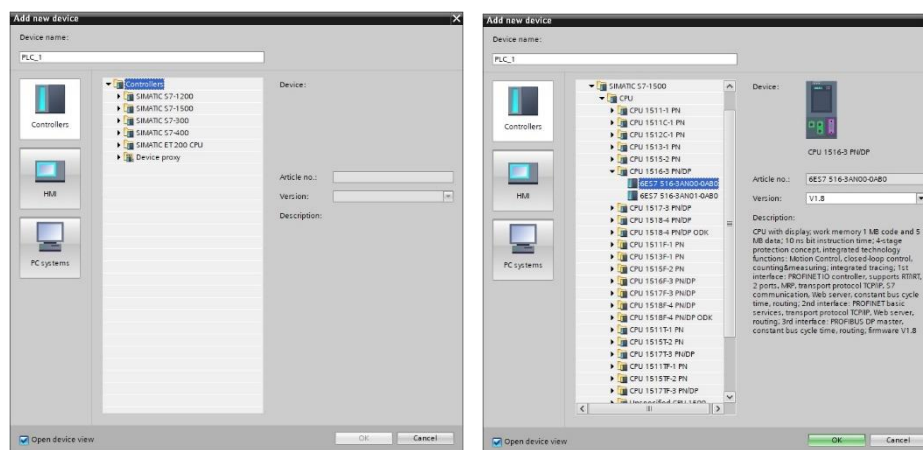 Add new device
Device name:
PLC_1
Controllers
HMI
PC systems
Controllers
SIMATIC S7-1200
SIMATIC S7-1500
SIMATIC S7-300
SIMATIC S7-400
SIMATIC ET 200 CPU
Device proxy
Device:
Article no.:
Version:
Description:
Open device view
OK
Cancel
Add new device
Device name:
PLC_1
Controllers
HMI
PC systems
SIMATIC S7-1500
CPU
CPU 1511-1 PN
CPU 1511C-1 PN
CPU 1512C-1 PN
CPU 1513-1 PN
CPU 1515-2 PN
CPU 1516-3 PN/DP
6ES7 516-3AN00-0AB0
6ES7 516-3AN01-0AB0
CPU 1517-3 PN/DP
CPU 1518-4 PN/DP
CPU 1518-4 PN/DP ODK
CPU 1511F-1 PN
CPU 1513F-1 PN
CPU 1515F-2 PN
CPU 1516F-3 PN/DP
CPU 1517F-3 PN/DP
CPU 1518F-4 PN/DP
CPU 1518F-4 PN/DP ODK
CPU 1511T-1 PN
CPU 1515T-2 PN
CPU 1517T-3 PN/DP
CPU 1511TF-1 PN
CPU 1515TF-2 PN
CPU 1517TF-3 PN/DP
Unspecified CPU 1500
Device:
CPU 1516-3 PN/DP
Article no.:
6ES7 516-3AN00-0AB0
Version:
V1.8
Description:
CPU with display; work memory 1 MB code and 5
MB data; 10 ns bit instruction time; 4-stage
protection concept, integrated technology
functions: Motion Control, closed-loop control,
counting&measuring; integrated tracing; 1st
interface: PROFINET IO controller, supports RT/IRT,
2 ports, MRP, transport protocol TCP/IP, S7
communication, Web server, constant bus cycle
time, routing; 2nd interface: PROFINET basic
services, transport protocol TCP/IP, Web server,
routing, 3rd interface: PROFIBUS DP master,
constant bus cycle time, routing; firmware V1.8
Open device view
OK
Cancel